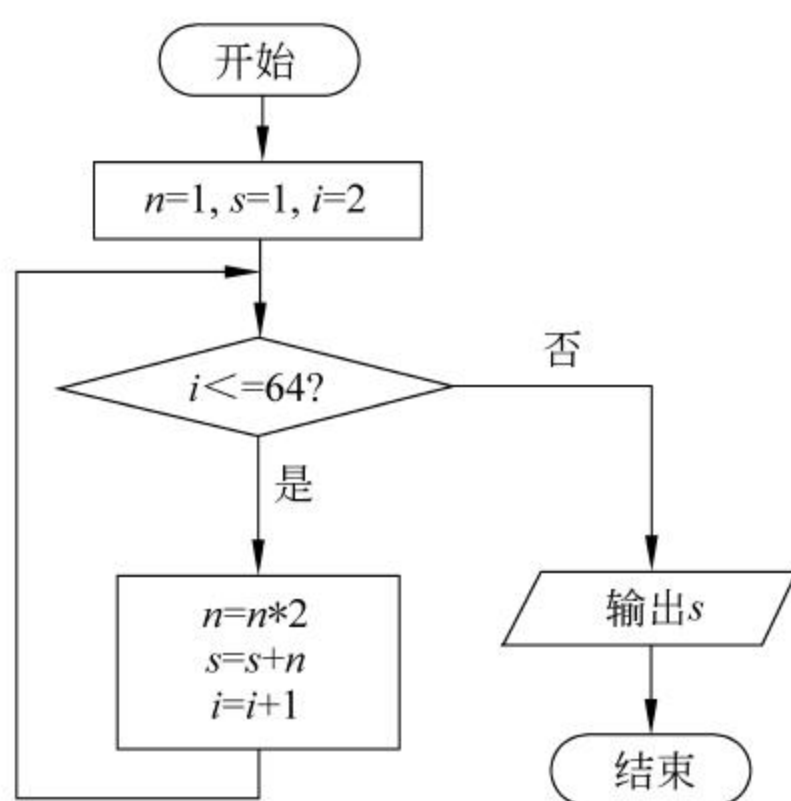 开始
n=1, s=1, i=2
i<=64?
否
是
n=n*2
s=s+n
i=i+1
输出s
结束